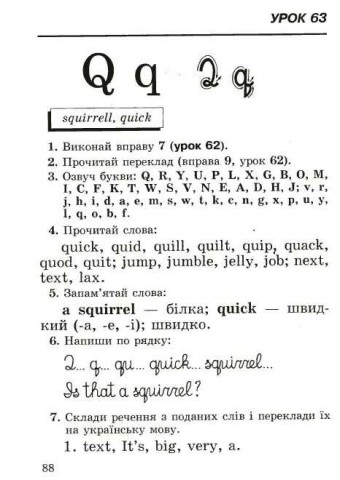 УРОК 63
Q q Q q
squirrell, quick
1. Виконай вправу 7 (урок 62).
2. Прочитай переклад (вправа 9, урок 62).
3. Озвуч букви: Q, R, Y, U, P, L, X, G, B, O, M,
I, C, F, K, T, W, S, V, N, E, A, D, H, J; v, r,
j, h, i, d, a, e, m, s, w, t, k, c, n, g, x, p, u, y,
l, q, o, b, f.
4. Прочитай слова:
quick, quid, quill, quilt, quip, quack,
quod, quit; jump, jumble, jelly, job; next,
text, lax.
5. Запам'ятай слова:
a squirrel — білка; quick — швид-
кий (-а, -е, -і); швидко.
6. Напиши по рядку:
Q... q... qu... quick... squirrel...
Is that a squirrel?
7. Склади речення з поданих слів і переклади їх
на українську мову.
1. text, It's, big, very, a.
88